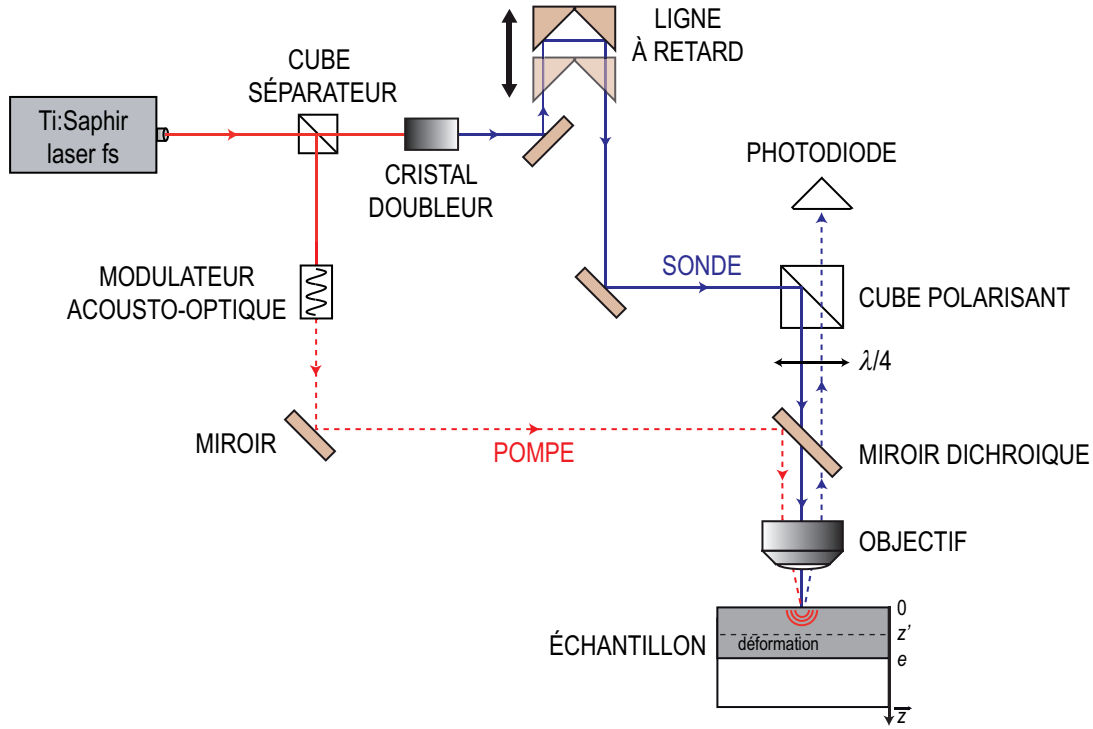 LIGNE
À RETARD
CUBE
SÉPARATEUR
Ti:Saphir
laser fs
CRISTAL
DOUBLEUR
PHOTODIODE
MODULATEUR
ACOUSTO-OPTIQUE
SONDE
CUBE POLARISANT
λ/4
MIROIR
POMPE
MIROIR DICHROIQUE
OBJECTIF
ÉCHANTILLON
déformation
0
z'
e
z